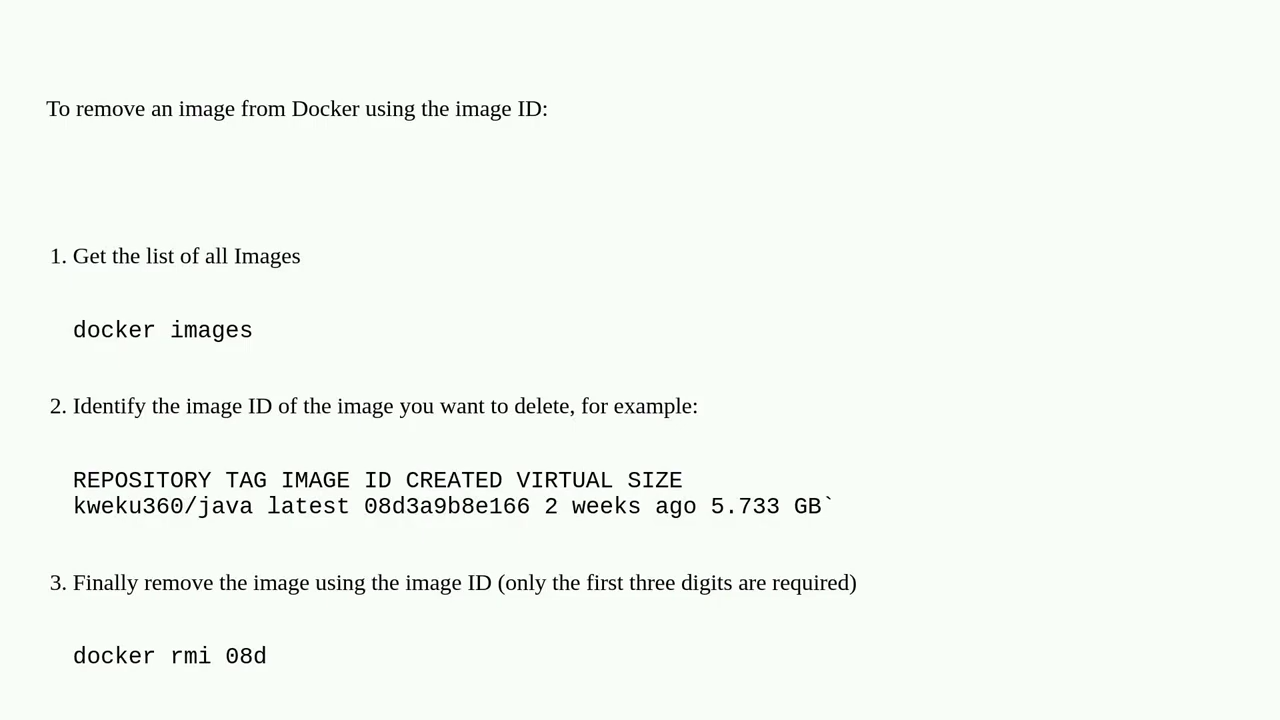 To remove an image from Docker using the image ID:
1. Get the list of all Images
docker images
2. Identify the image ID of the image you want to delete, for example:
REPOSITORY TAG IMAGE ID CREATED VIRTUAL SIZE
kweku360/java latest 08d3a9b8e166 2 weeks ago 5.733 GB`
3. Finally remove the image using the image ID (only the first three digits are required)
docker rmi 08d